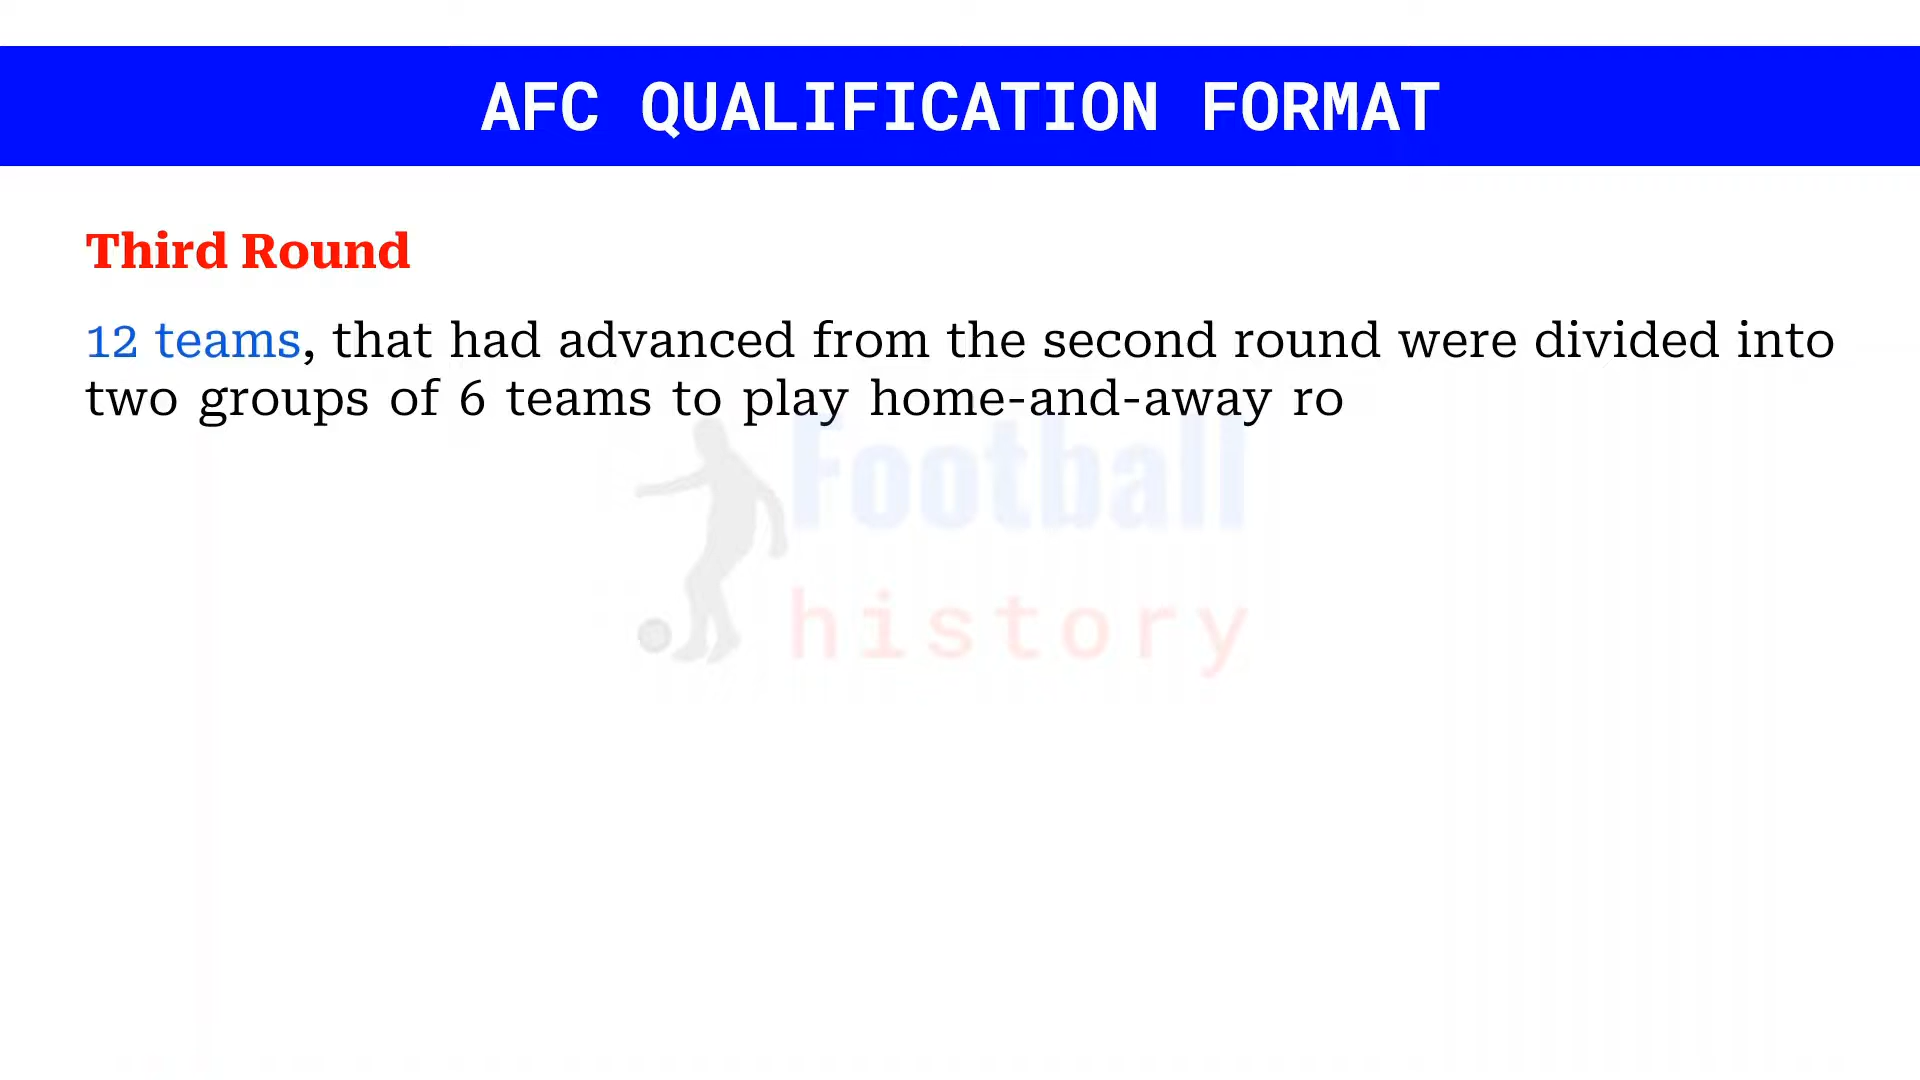 AFC QUALIFICATION FORMAT
Third Round
12 teams, that had advanced from the second round were divided into
two groups of 6 teams to play home-and-away ro
Football
history